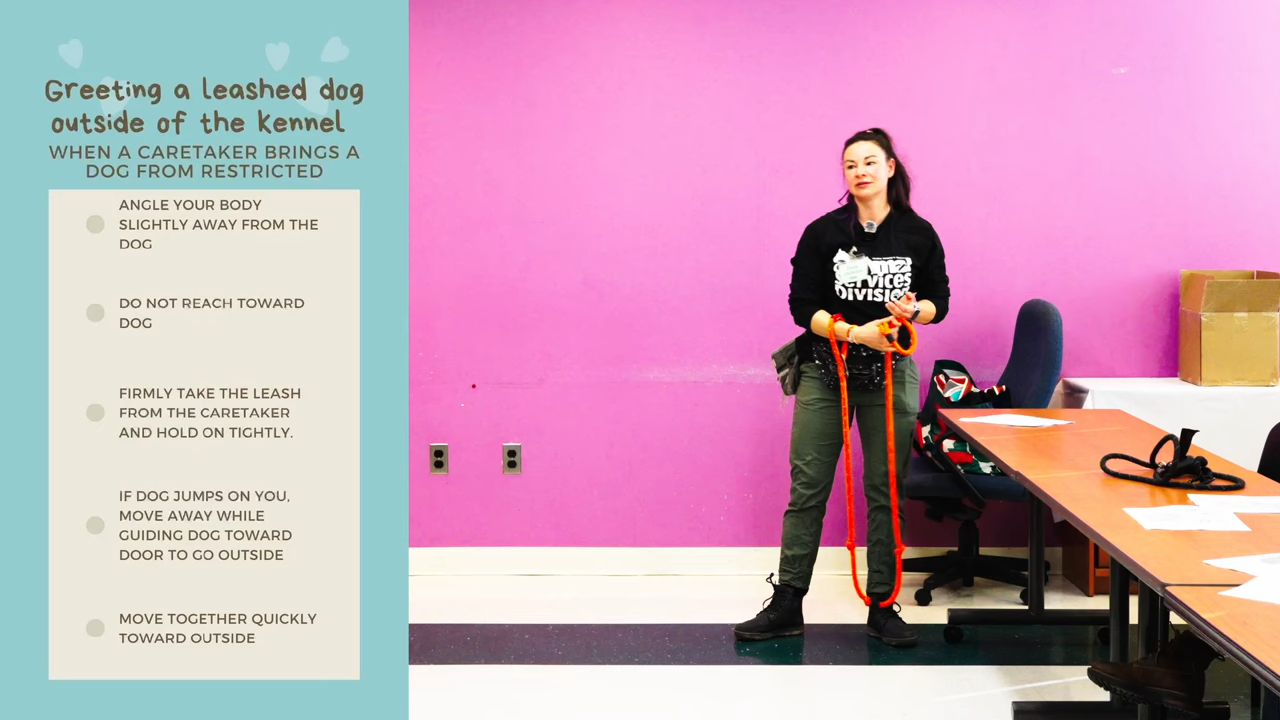 Greeting a leashed dog
outside of the kennel
WHEN A CARETAKER BRINGS A
DOG FROM RESTRICTED
ANGLE YOUR BODY
SLIGHTLY AWAY FROM THE
DOG
DO NOT REACH TOWARD
DOG
FIRMLY TAKE THE LEASH
FROM THE CARETAKER
AND HOLD ON TIGHTLY.
IF DOG JUMPS ON YOU,
MOVE AWAY WHILE
GUIDING DOG TOWARD
DOOR TO GO OUTSIDE
MOVE TOGETHER QUICKLY
TOWARD OUTSIDE
Services
Division